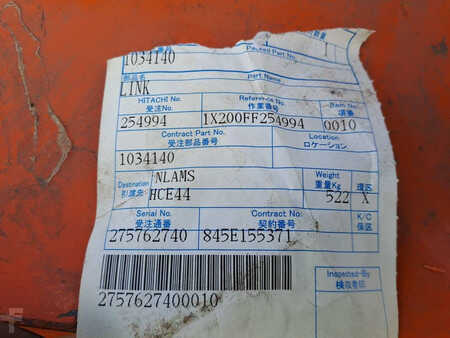 1034140
Packed Part No.
部品名
Part Name
LINK
HITACHI No.
受注No.
Reference No.
作業番号
Item No.
項番
254994
1X200FF254994
0010
Contract Part No.
受注部品番号
Location
ロケーション
1034140
Destination
引渡先
NLAMS
HCE44
Weight
重量Kg
522
X
Serial No.
受注通番
Contract No.
契約番号
K/C
保区
275762740
845E155371
2757627400010
Inspected-By
検査者印